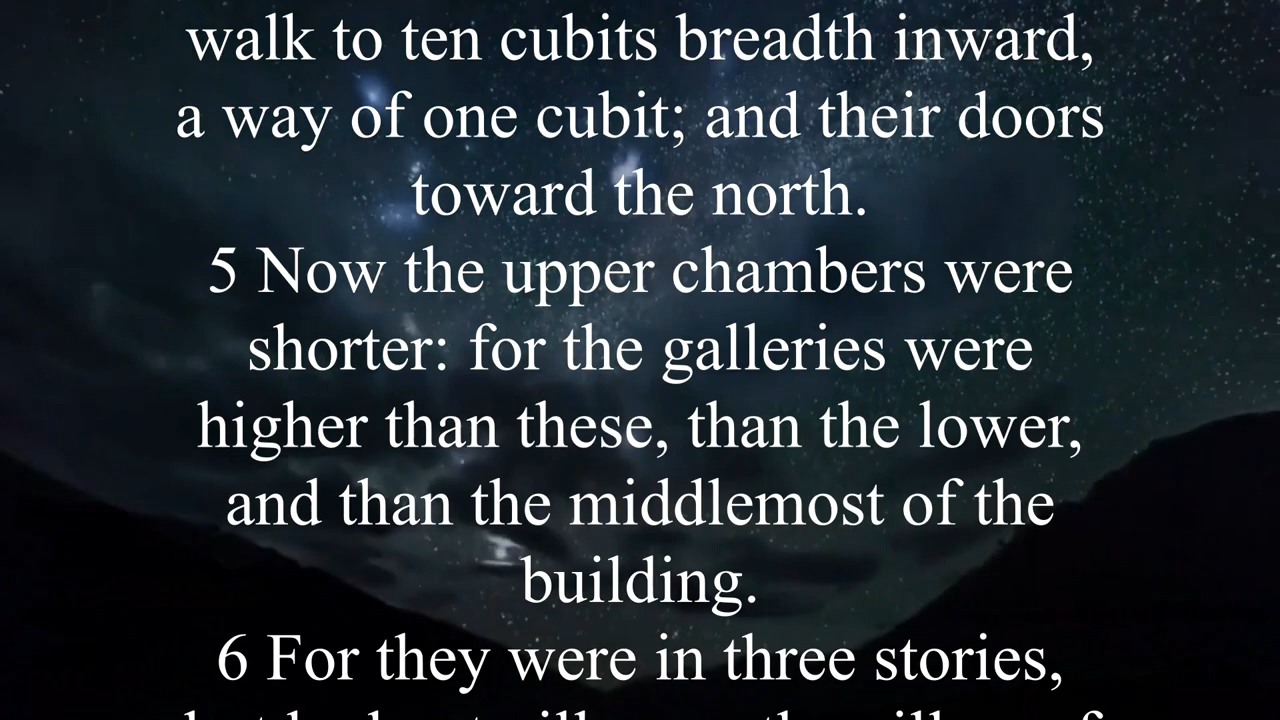 walk to ten cubits breadth inward,
a way of one cubit; and their doors
toward the north.
5 Now the upper chambers were
shorter: for the galleries were
higher than these, than the lower,
and than the middlemost of the
building.
6 For they were in three stories,